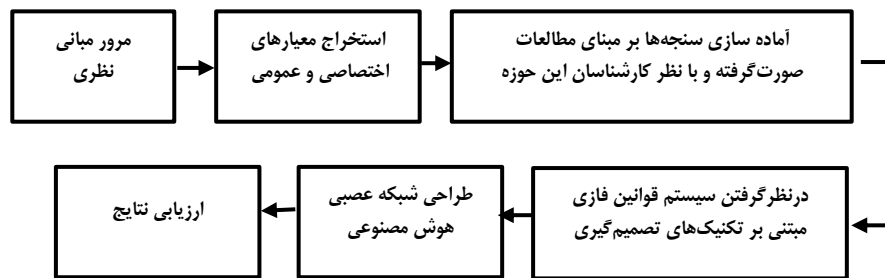 مرور مبانی
نظری
استخراج معیارهای
اختصاصی و عمومی
آماده سازی سنجه‌ها بر مبنای مطالعات
صورت‌گرفته و با نظر کارشناسان این حوزه
درنظرگرفتن سیستم قوانین فازی
مبتنی بر تکنیک‌های تصمیم‌گیری
طراحی شبکه عصبی
هوش مصنوعی
ارزیابی نتایج